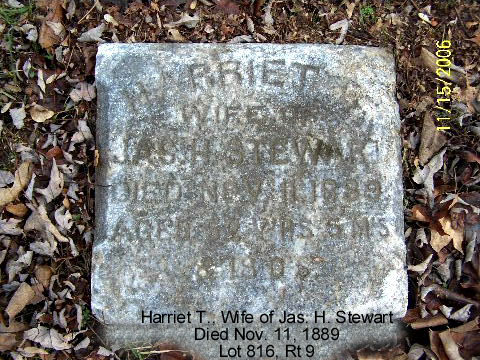 HARRIET
WIFE OF
JAS. H. STEWART
DIED NOV. 11, 1889
AGED YRS. 5 MS
11/15/2006
Harriet T., Wife of Jas. H. Stewart
Died Nov. 11, 1889
Lot 816, Rt 9